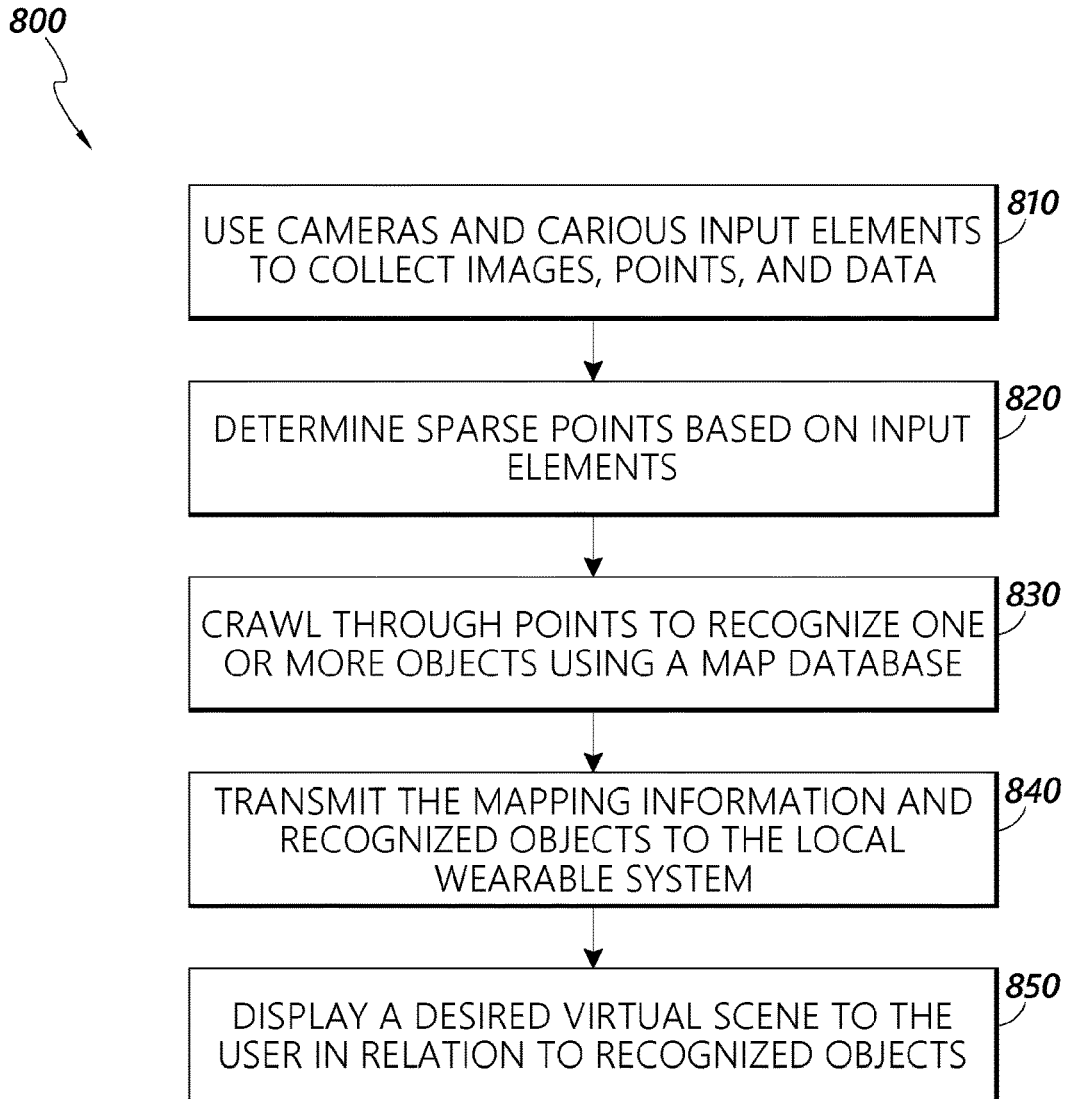 800
810
USE CAMERAS AND CARIOUS INPUT ELEMENTS
TO COLLECT IMAGES, POINTS, AND DATA
820
DETERMINE SPARSE POINTS BASED ON INPUT
ELEMENTS
830
CRAWL THROUGH POINTS TO RECOGNIZE ONE
OR MORE OBJECTS USING A MAP DATABASE
840
TRANSMIT THE MAPPING INFORMATION AND
RECOGNIZED OBJECTS TO THE LOCAL
WEARABLE SYSTEM
850
DISPLAY A DESIRED VIRTUAL SCENE TO THE
USER IN RELATION TO RECOGNIZED OBJECTS